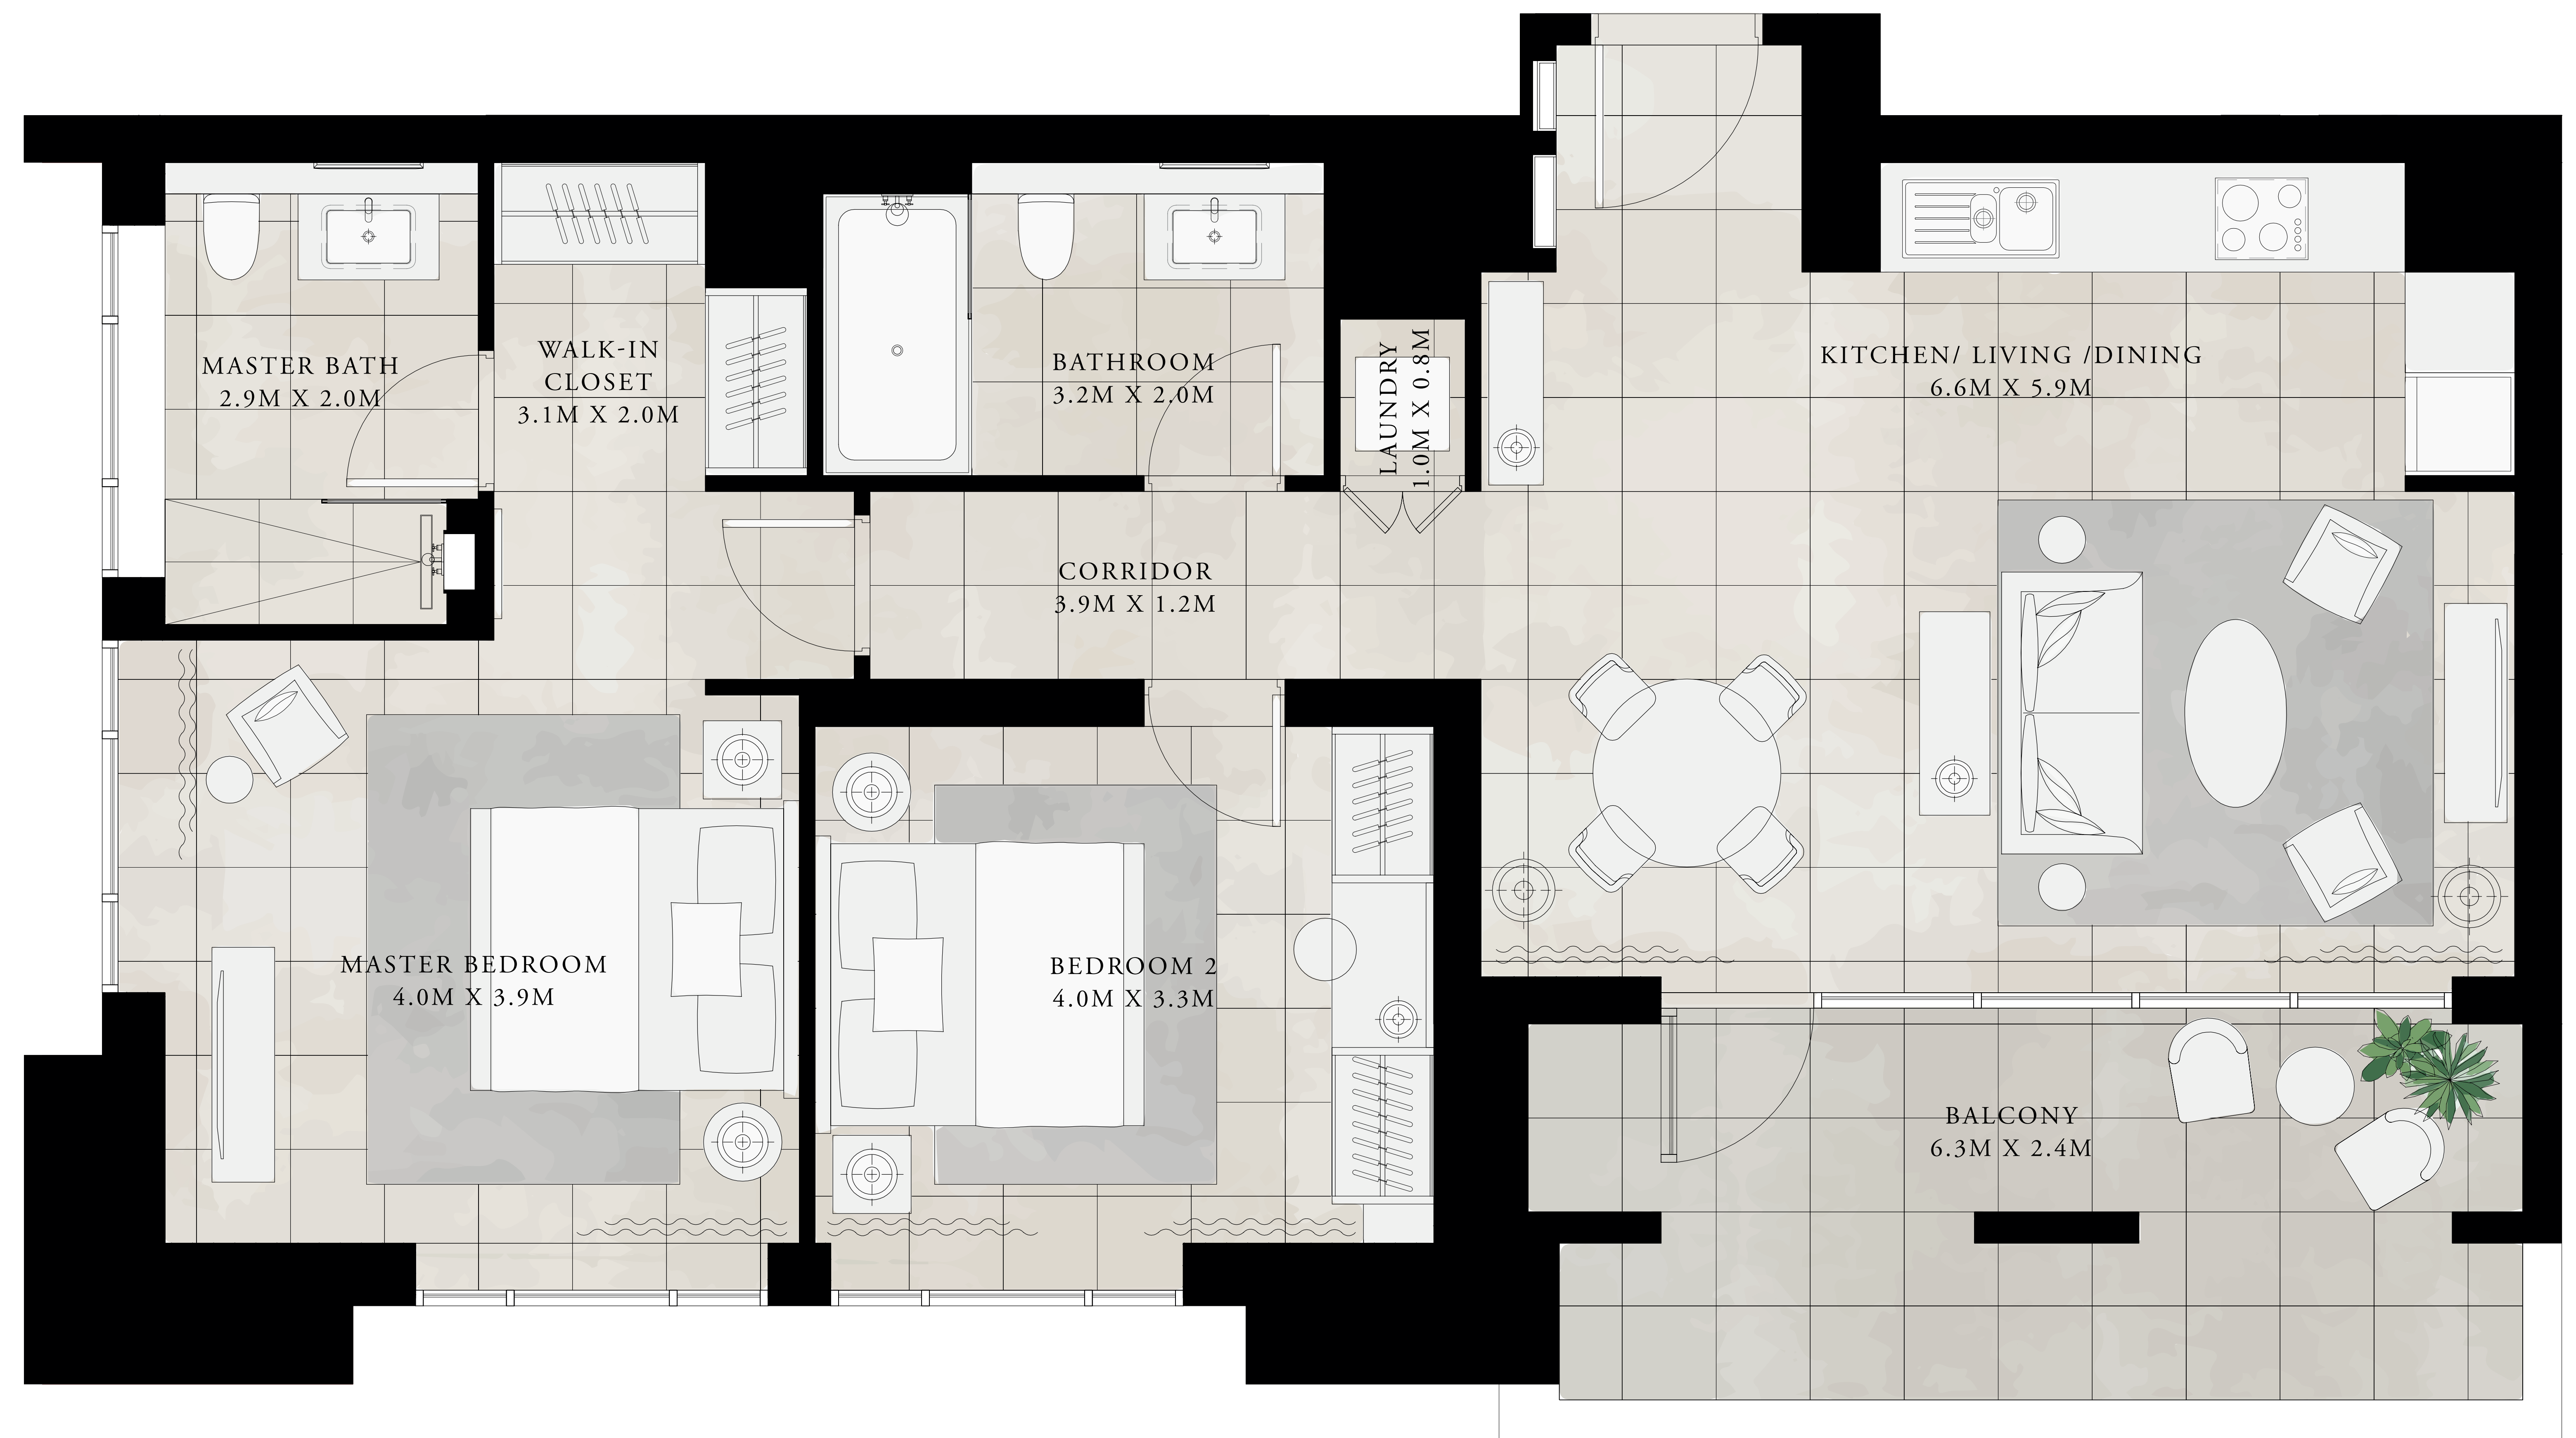 MASTER BATH
2.9M X 2.0M
WALK-IN
CLOSET
3.1M X 2.0M
BATHROOM
3.2M X 2.0M
LAUNDRY
1.0M X 0.8M
KITCHEN/ LIVING /DINING
6.6M X 5.9M
CORRIDOR
3.9M X 1.2M
MASTER BEDROOM
4.0M X 3.9M
BEDROOM 2
4.0M X 3.3M
BALCONY
6.3M X 2.4M